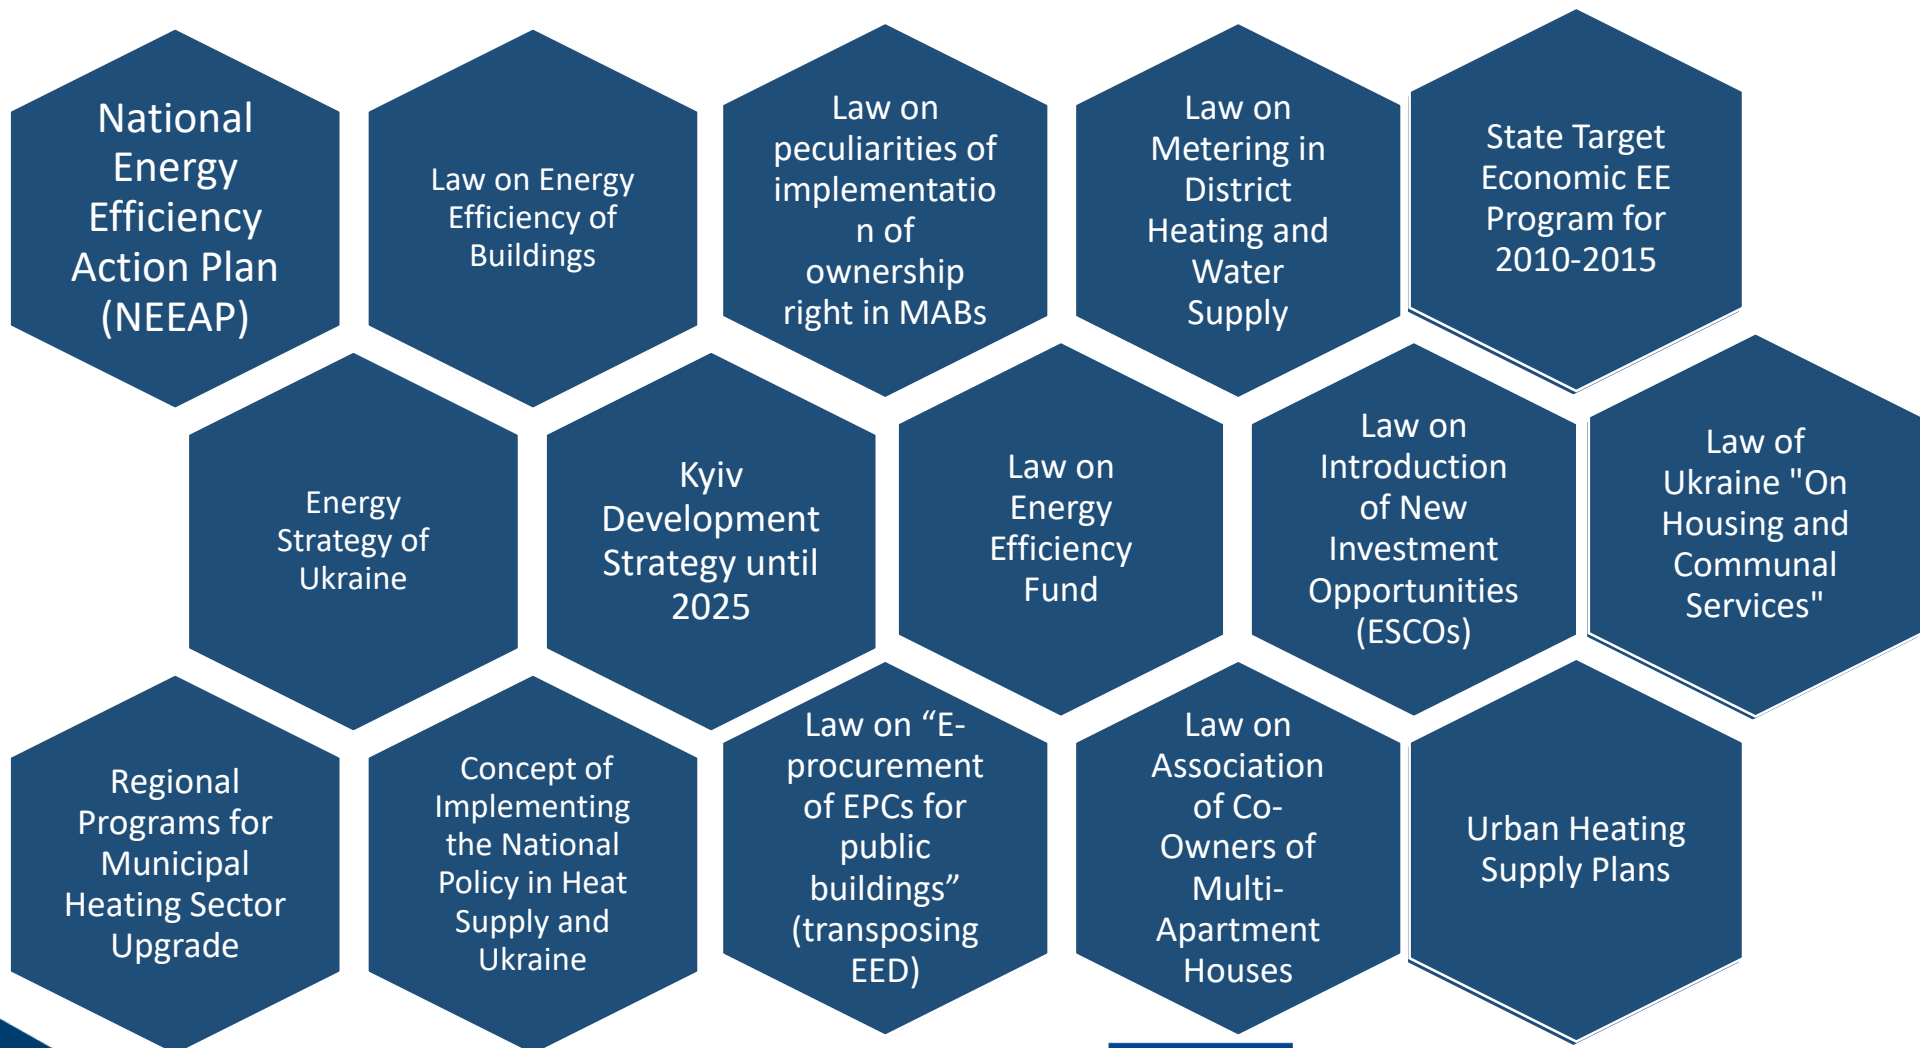 National
Energy
Efficiency
Action Plan
(NEEAP)
Law on Energy
Efficiency of
Buildings
Law on
peculiarities of
implementatio
n of
ownership
right in MABs
Law on
Metering in
District
Heating and
Water
Supply
State Target
Economic EE
Program for
2010-2015
Energy
Strategy of
Ukraine
Kyiv
Development
Strategy until
2025
Law on
Energy
Efficiency
Fund
Law on
Introduction
of New
Investment
Opportunities
(ESCOs)
Law of
Ukraine "On
Housing and
Communal
Services"
Regional
Programs for
Municipal
Heating Sector
Upgrade
Concept of
Implementing
the National
Policy in Heat
Supply and
Ukraine
Law on “E-
procurement
of EPCs for
public
buildings”
(transposing
EED)
Law on
Association
of Co-
Owners of
Multi-
Apartment
Houses
Urban Heating
Supply Plans